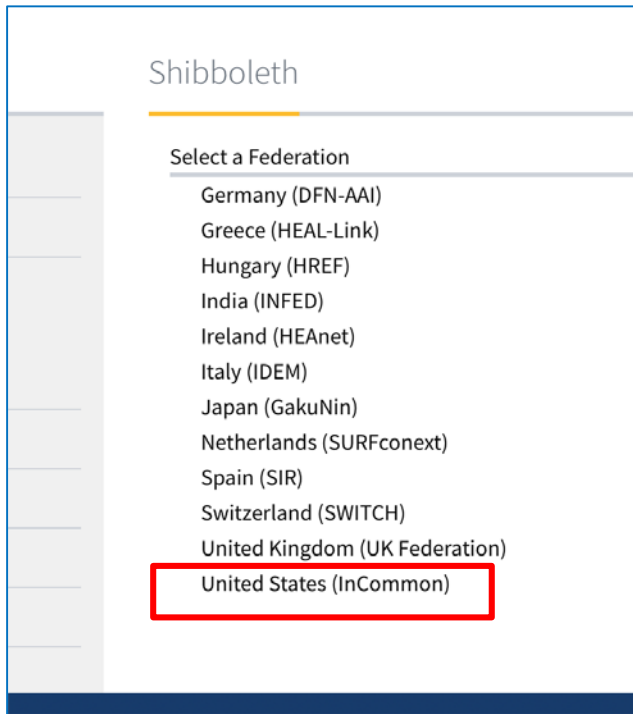 Shibboleth
Select a Federation
Germany (DFN-AAI)
Greece (HEAL-Link)
Hungary (HREF)
India (INFED)
Ireland (HEAnet)
Italy (IDEM)
Japan (GakuNin)
Netherlands (SURFconext)
Spain (SIR)
Switzerland (SWITCH)
United Kingdom (UK Federation)
United States (InCommon)